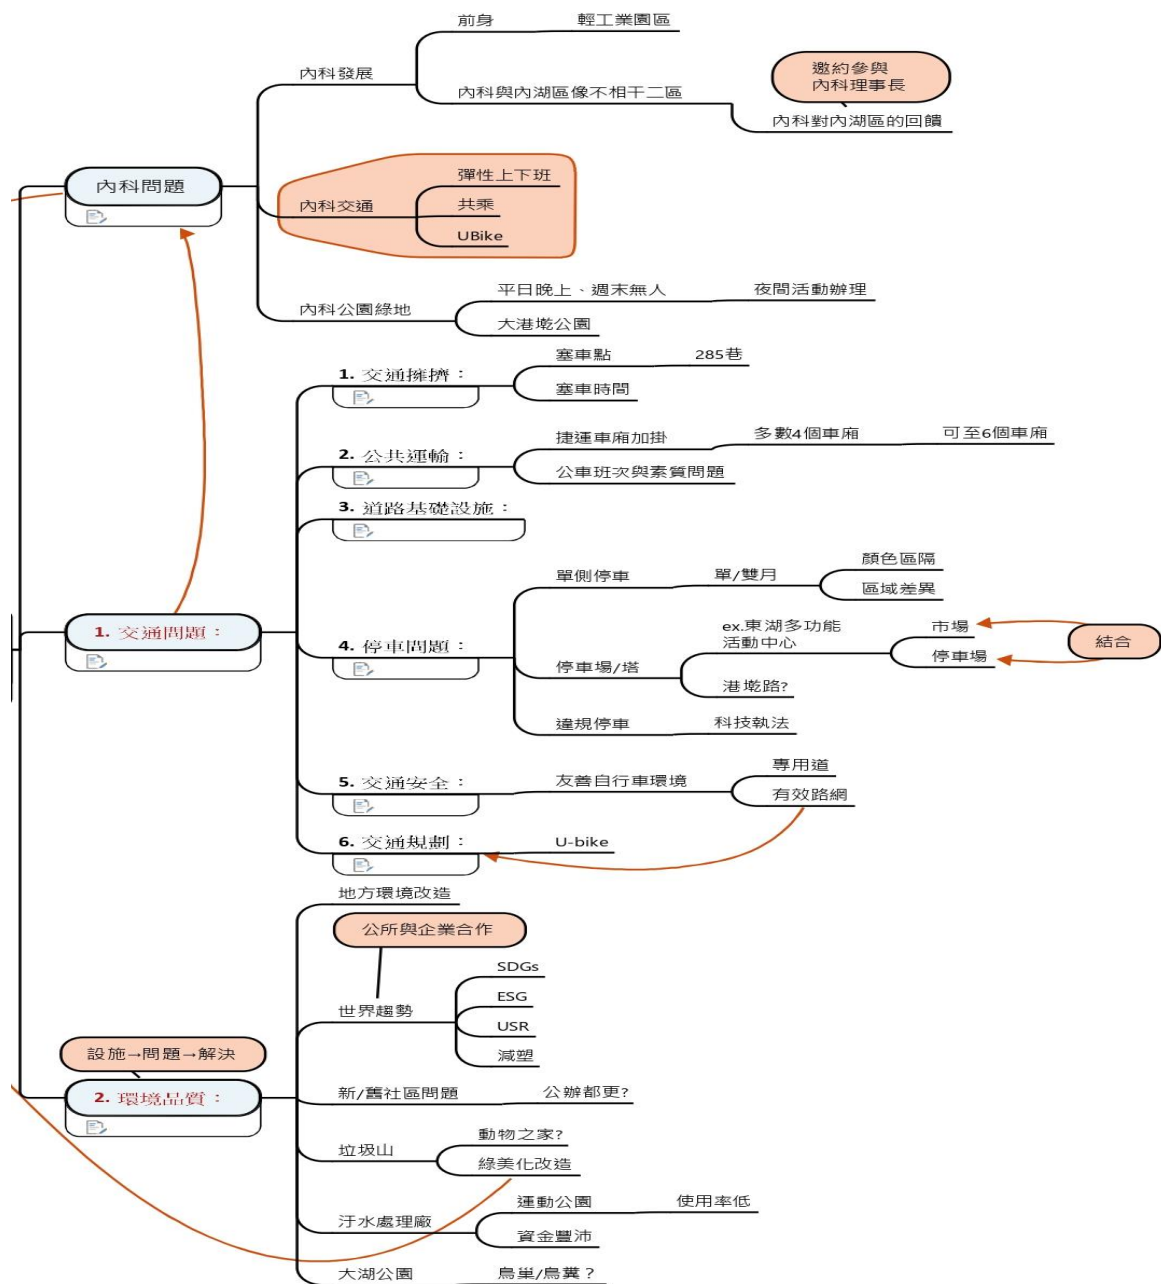 前身
輕工業園區
內科發展
內科與內湖區像不相干二區
邀約參與
內科理事長
內科對內湖區的回饋
內科問題
內科交通
彈性上下班
共乘
UBike
內科公園綠地
平日晚上、週末無人
夜間活動辦理
大港墘公園
1. 交通問題：
1. 交通擁擠：
塞車點
285巷
塞車時間
2. 公共運輸：
捷運車廂加掛
多數4個車廂
可至6個車廂
公車班次與素質問題
3. 道路基礎設施：
4. 停車問題：
單側停車
單/雙月
顏色區隔
區域差異
停車場/塔
ex.東湖多功能
活動中心
市場
停車場
結合
港墘路?
違規停車
科技執法
5. 交通安全：
友善自行車環境
專用道
有效路網
6. 交通規劃：
U-bike
設施→問題→解決
2. 環境品質：
地方環境改造
公所與企業合作
世界趨勢
SDGs
ESG
USR
減塑
新/舊社區問題
公辦都更?
垃圾山
動物之家?
綠美化改造
汙水處理廠
運動公園
使用率低
資金豐沛
大湖公園
鳥巢/鳥糞？